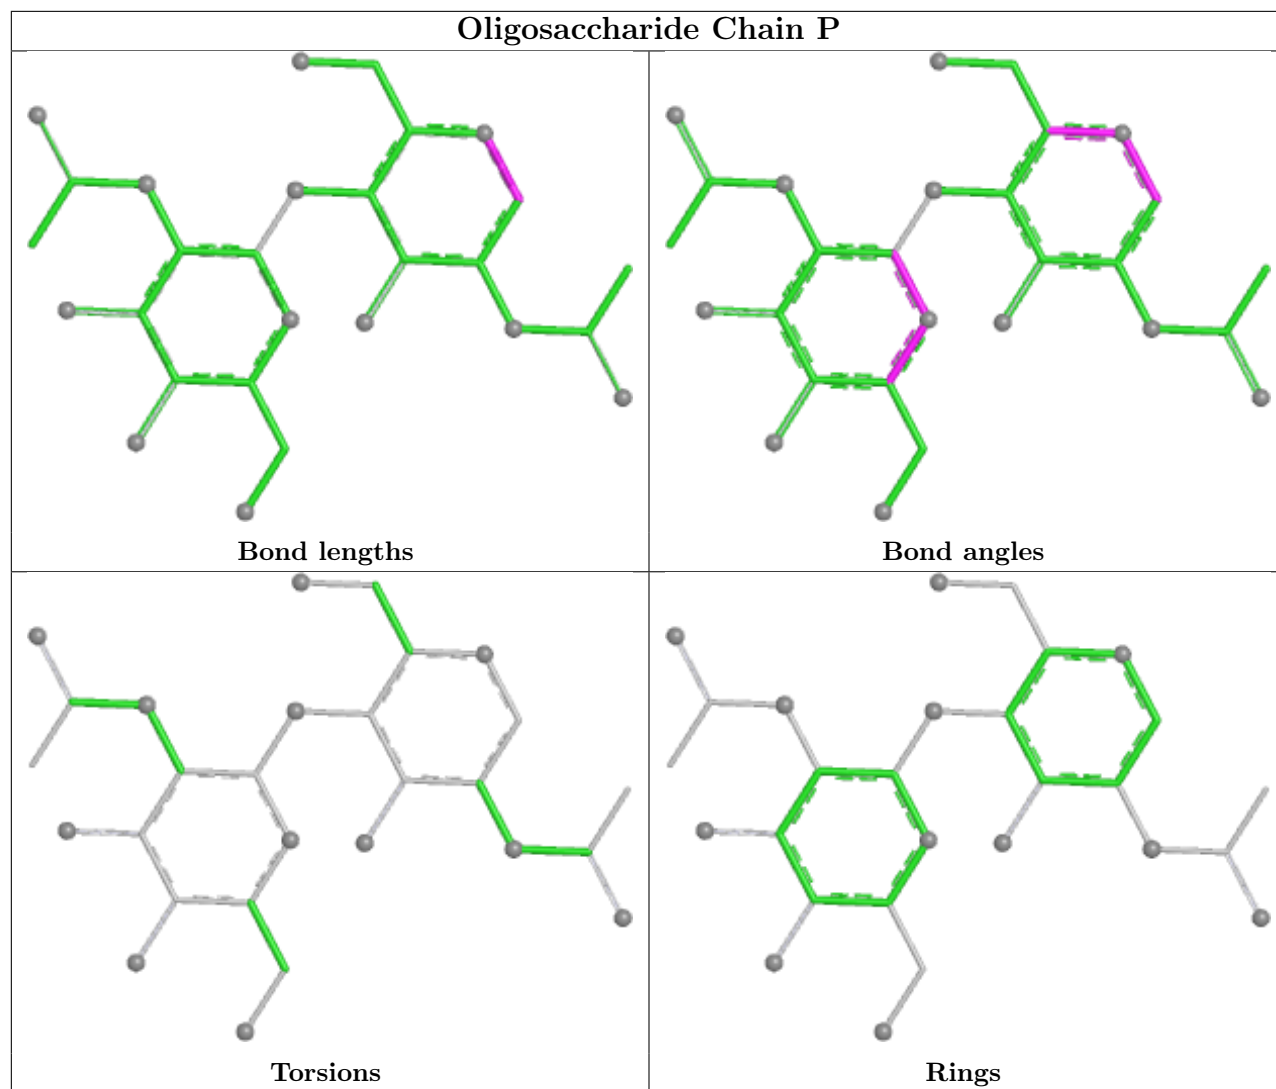 Oligosaccharide Chain P
Bond lengths
Bond angles
Torsions
Rings